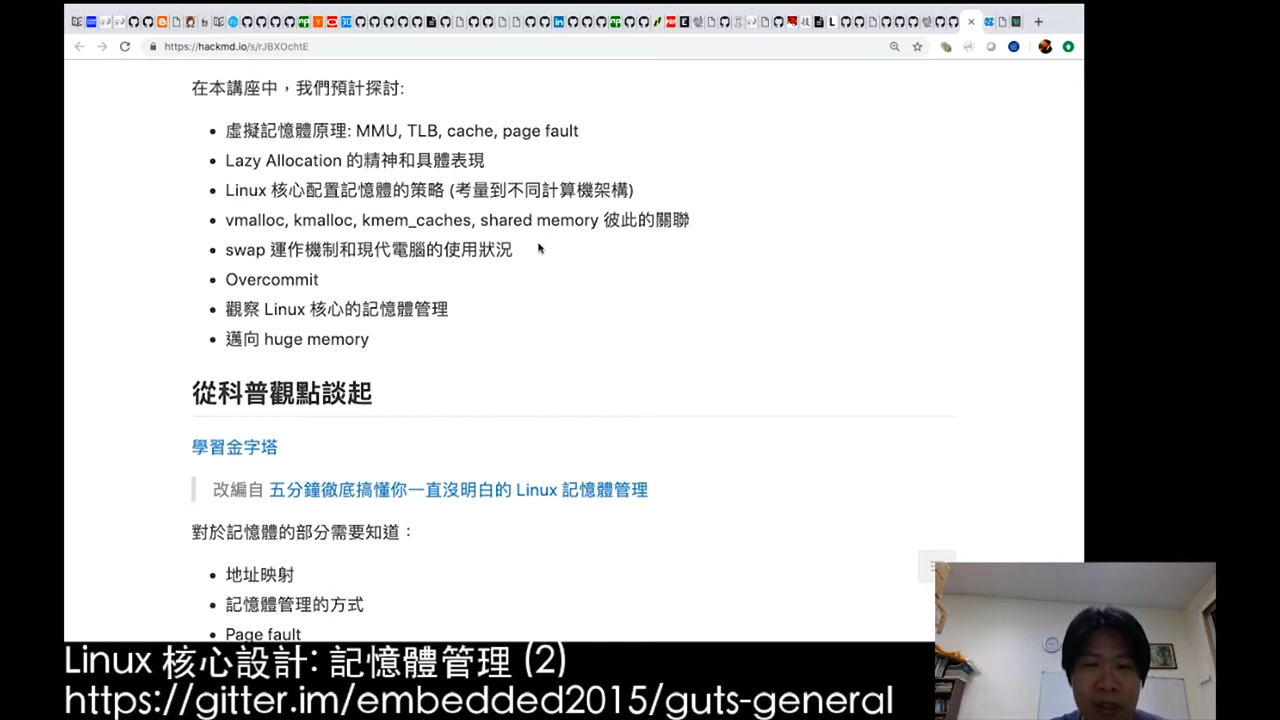 https://hackmd.io/s/rJBXOchtE
在本講座中，我們預計探討:
虛擬記憶體原理: MMU, TLB, cache, page fault
Lazy Allocation 的精神和具體表現
Linux 核心配置記憶體的策略 (考量到不同計算機架構)
vmalloc, kmalloc, kmem_caches, shared memory 彼此的關聯
swap 運作機制和現代電腦的使用狀況
Overcommit
觀察 Linux 核心的記憶體管理
邁向 huge memory
從科普觀點談起
學習金字塔
改編自 五分鐘徹底搞懂你一直沒明白的 Linux 記憶體管理
對於記憶體的部分需要知道：
地址映射
記憶體管理的方式
Page fault
Linux 核心設計: 記憶體管理 (2)
https://gitter.im/embedded2015/guts-general